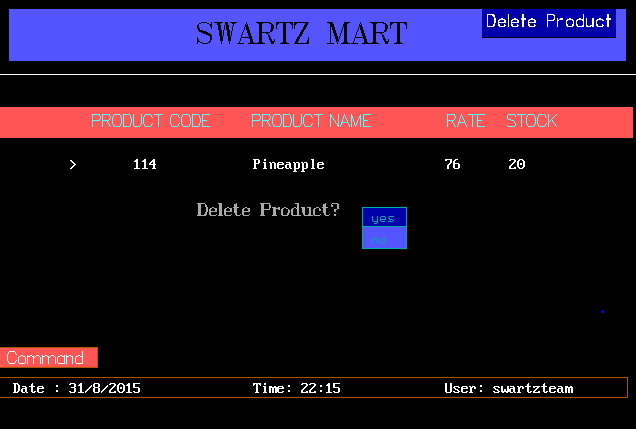 SWARTZ MART
Delete Product
PRODUCT CODE PRODUCT NAME RATE STOCK
> 114 Pineapple 76 20
Delete Product? yes
no
Command
Date : 31/8/2015 Time: 22:15 User: swartzteam